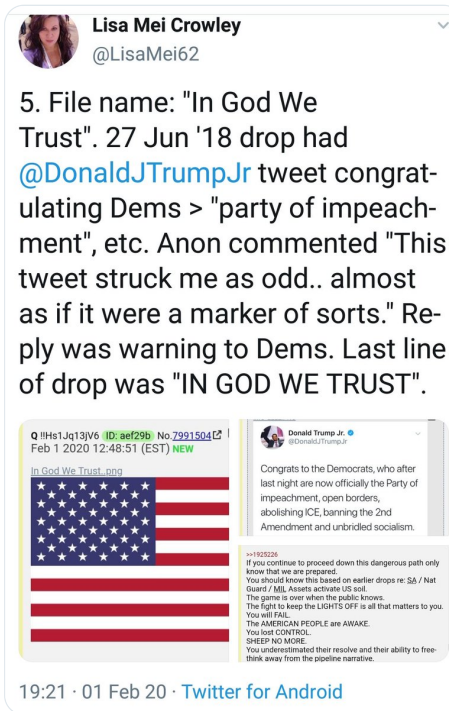 Lisa Mei Crowley
@LisaMei62
5. File name: "In God We
Trust". 27 Jun '18 drop had
@DonaldJTrumpJr tweet congrat-
ulating Dems > "party of impeach-
ment", etc. Anon commented "This
tweet struck me as odd.. almost
as if it were a marker of sorts." Re-
ply was warning to Dems. Last line
of drop was "IN GOD WE TRUST".
Q !!Hs1Jq13jV6 ID: aef29b No.7991504
Feb 1 2020 12:48:51 (EST) NEW
In God We Trust..png
Donald Trump Jr.
@DonaldJTrumpJr
Congrats to the Democrats, who after
last night are now officially the Party of
impeachment, open borders,
abolishing ICE, banning the 2nd
Amendment and unbridled socialism.
>>1925226
If you continue to proceed down this dangerous path only
know that we are prepared.
You should know this based on earlier drops re: SA / Nat
Guard / MIL Assets activate US soil.
The game is over when the public knows.
The fight to keep the LIGHTS OFF is all that matters to you.
You will FAIL.
The AMERICAN PEOPLE are AWAKE.
You lost CONTROL.
SHEEP NO MORE.
You underestimated their resolve and their ability to free-
think away from the pipeline narrative.
19:21 · 01 Feb 20 · Twitter for Android